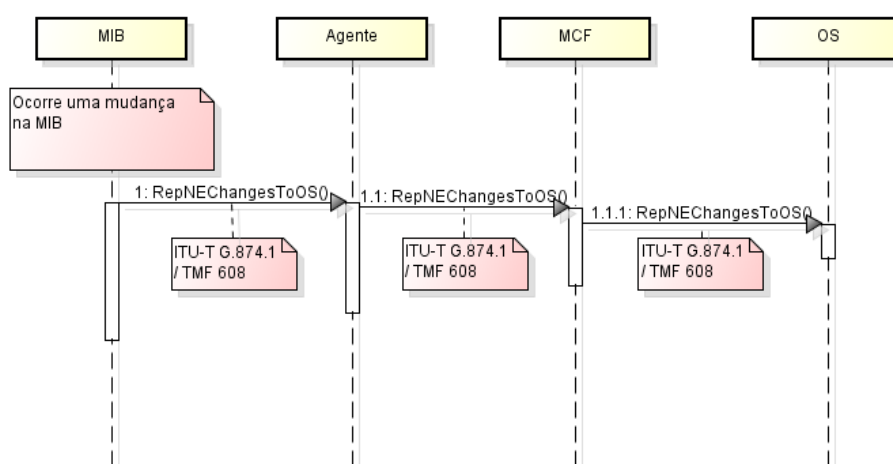 MIB
Agente
MCF
OS
Ocorre uma mudança
na MIB
1: RepNEChangesToOS()
1.1: RepNEChangesToOS()
1.1.1: RepNEChangesToOS()
ITU-T G.874.1
/ TMF 608
ITU-T G.874.1
/ TMF 608
ITU-T G.874.1
/ TMF 608